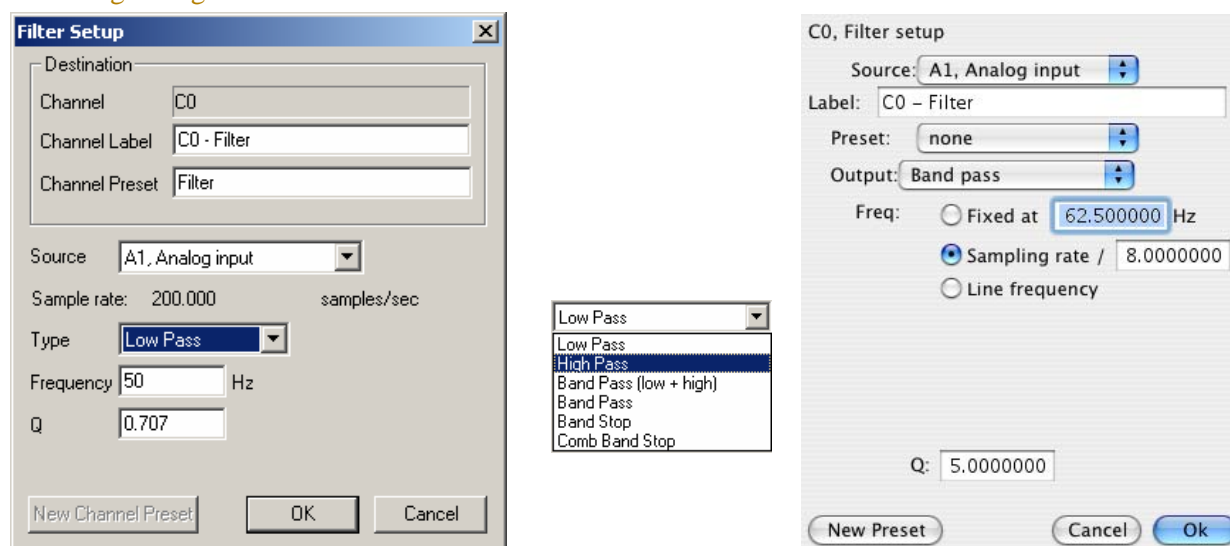 Filter Setup
Destination
Channel C0
Channel Label C0 - Filter
Channel Preset Filter
Source A1, Analog input
Sample rate: 200.000 samples/sec
Type Low Pass
Frequency 50 Hz
Q 0.707
New Channel Preset OK Cancel
Low Pass
Low Pass
High Pass
Band Pass (low + high)
Band Pass
Band Stop
Comb Band Stop
C0, Filter setup
Source: A1, Analog input
Label: C0 – Filter
Preset: none
Output: Band pass
Freq: Fixed at 62.500000 Hz
Sampling rate / 8.0000000
Line frequency
Q: 5.0000000
New Preset Cancel Ok